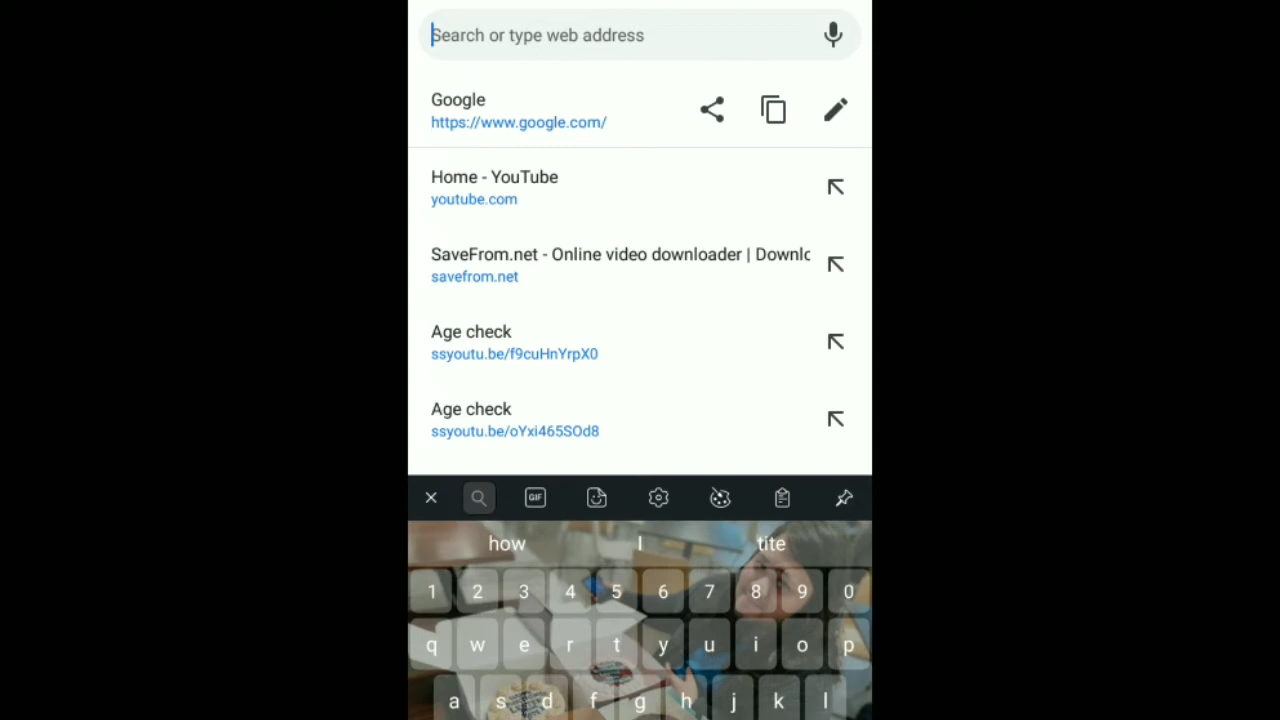 Search or type web address
Google
https://www.google.com/
Home - YouTube
youtube.com
SaveFrom.net - Online video downloader | Downlo
savefrom.net
Age check
ssyoutu.be/f9cuHnYrpX0
Age check
ssyoutu.be/oYxi465SOd8
GIF
how I tite
1 2 3 4 5 6 7 8 9 0
q w e r t y u i o p
a s d f g h j k l